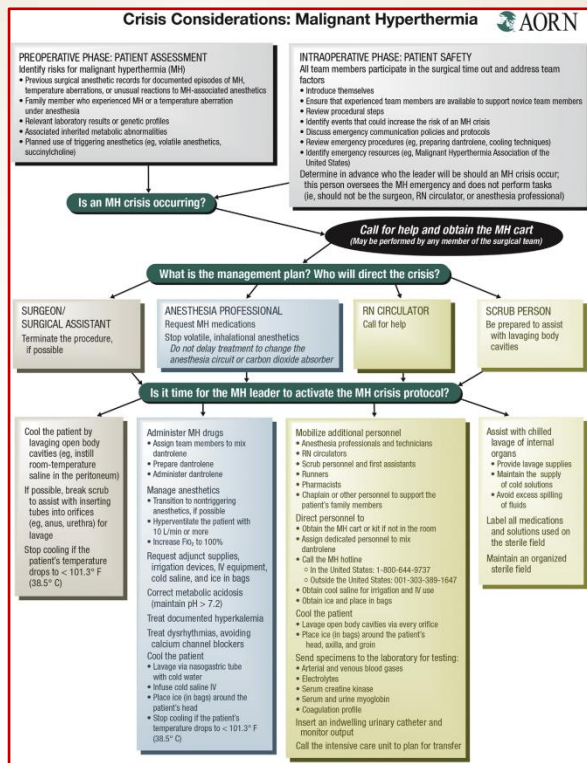 Crisis Considerations: Malignant Hyperthermia
AORN
PREOPERATIVE PHASE: PATIENT ASSESSMENT
Identify risks for malignant hyperthermia (MH)
• Previous surgical anesthetic records for documented episodes of MH,
temperature aberrations, or unusual reactions to MH-associated anesthetics
• Family member who experienced MH or a temperature aberration
under anesthesia
• Relevant laboratory results or genetic profiles
• Associated inherited metabolic abnormalities
• Planned use of triggering anesthetics (eg, volatile anesthetics,
succinylcholine)
INTRAOPERATIVE PHASE: PATIENT SAFETY
All team members participate in the surgical time out and address team
factors
• Introduce themselves
• Ensure that experienced team members are available to support novice team members
• Review procedural steps
• Identify events that could increase the risk of an MH crisis
• Discuss emergency communication policies and protocols
• Review emergency procedures (eg, preparing dantrolene, cooling techniques)
• Identify emergency resources (eg, Malignant Hyperthermia Association of the
United States)
Determine in advance who the leader will be should an MH crisis occur;
this person oversees the MH emergency and does not perform tasks
(ie, should not be the surgeon, RN circulator, or anesthesia professional)
Is an MH crisis occurring?
Call for help and obtain the MH cart
(May be performed by any member of the surgical team)
What is the management plan? Who will direct the crisis?
SURGEON/
SURGICAL ASSISTANT
Terminate the procedure,
if possible
ANESTHESIA PROFESSIONAL
Request MH medications
Stop volatile, inhalational anesthetics
Do not delay treatment to change the
anesthesia circuit or carbon dioxide absorber
RN CIRCULATOR
Call for help
SCRUB PERSON
Be prepared to assist
with lavaging body
cavities
Is it time for the MH leader to activate the MH crisis protocol?
Cool the patient by
lavaging open body
cavities (eg, instill
room-temperature
saline in the peritoneum)
If possible, break scrub
to assist with inserting
tubes into orifices
(eg, anus, urethra) for
lavage
Stop cooling if the
patient's temperature
drops to < 101.3° F
(38.5° C)
Administer MH drugs
• Assign team members to mix
dantrolene
• Prepare dantrolene
• Administer dantrolene
Manage anesthetics
• Transition to nontriggering
anesthetics, if possible
• Hyperventilate the patient with
10 L/min or more
• Increase FiO2 to 100%
Request adjunct supplies,
irrigation devices, IV equipment,
cold saline, and ice in bags
Correct metabolic acidosis
(maintain pH > 7.2)
Treat documented hyperkalemia
Treat dysrhythmias, avoiding
calcium channel blockers
Cool the patient
• Lavage via nasogastric tube
with cold water
• Infuse cold saline IV
• Place ice (in bags) around the
patient's head
• Stop cooling if the patient's
temperature drops to < 101.3° F
(38.5° C)
Mobilize additional personnel
• Anesthesia professionals and technicians
• RN circulators
• Scrub personnel and first assistants
• Runners
• Pharmacists
• Chaplain or other personnel to support the
patient's family members
Direct personnel to
• Obtain the MH cart or kit if not in the room
• Assign dedicated personnel to mix
dantrolene
• Call the MH hotline
○ In the United States: 1-800-644-9737
○ Outside the United States: 001-303-389-1647
• Obtain cool saline for irrigation and IV use
• Obtain ice and place in bags
Cool the patient
• Lavage open body cavities via every orifice
• Place ice (in bags) around the patient's
head, axilla, and groin
Send specimens to the laboratory for testing:
• Arterial and venous blood gases
• Electrolytes
• Serum creatine kinase
• Serum and urine myoglobin
• Coagulation profile
Insert an indwelling urinary catheter and
monitor output
Call the intensive care unit to plan for transfer
Assist with chilled
lavage of internal
organs
• Provide lavage supplies
• Maintain the supply
of cold solutions
• Avoid excess spilling
of fluids
Label all medications
and solutions used on
the sterile field
Maintain an organized
sterile field